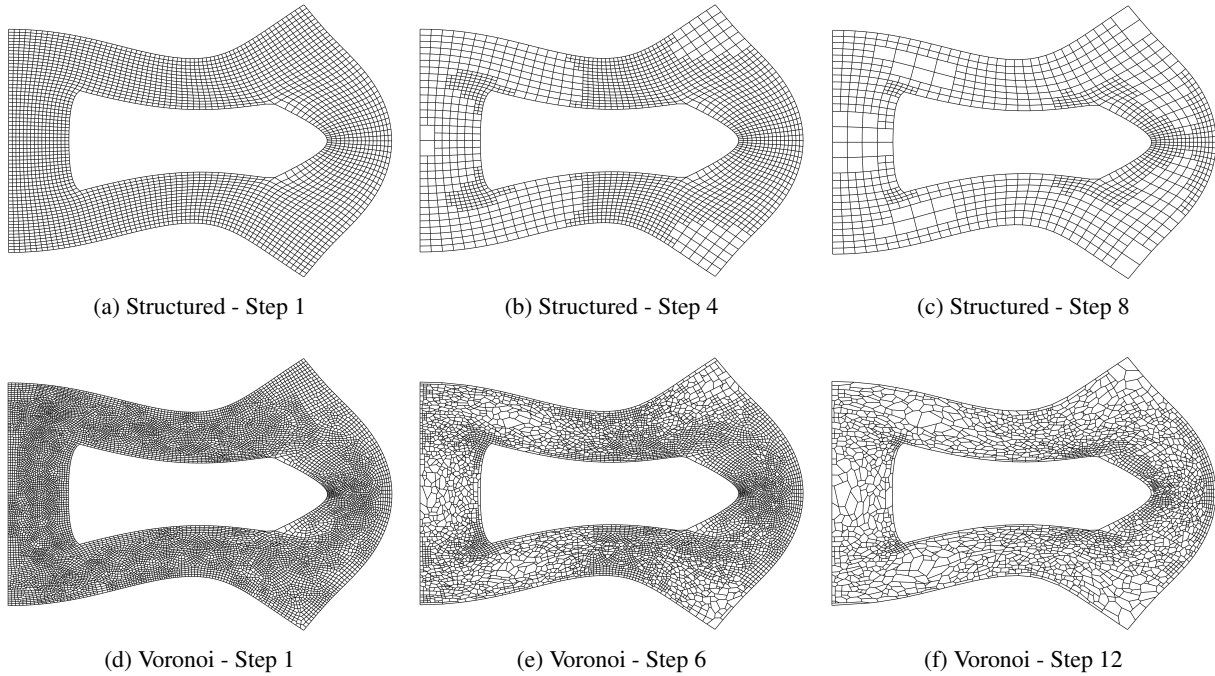 (a) Structured - Step 1
(b) Structured - Step 4
(c) Structured - Step 8
(d) Voronoi - Step 1
(e) Voronoi - Step 6
(f) Voronoi - Step 12